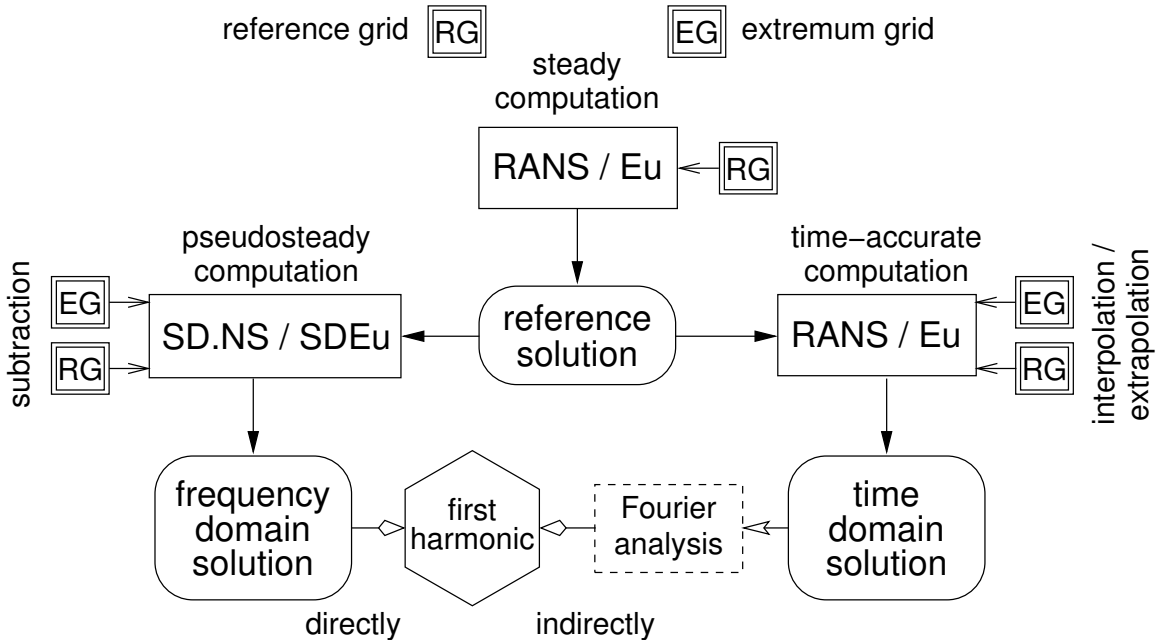 reference grid RG
EG extremum grid
steady
computation
RANS / Eu
RG
pseudosteady
computation
time−accurate
computation
subtraction
EG
RG
SD.NS / SDEu
reference
solution
RANS / Eu
EG
RG
interpolation /
extrapolation
frequency
domain
solution
first
harmonic
Fourier
analysis
time
domain
solution
directly
indirectly